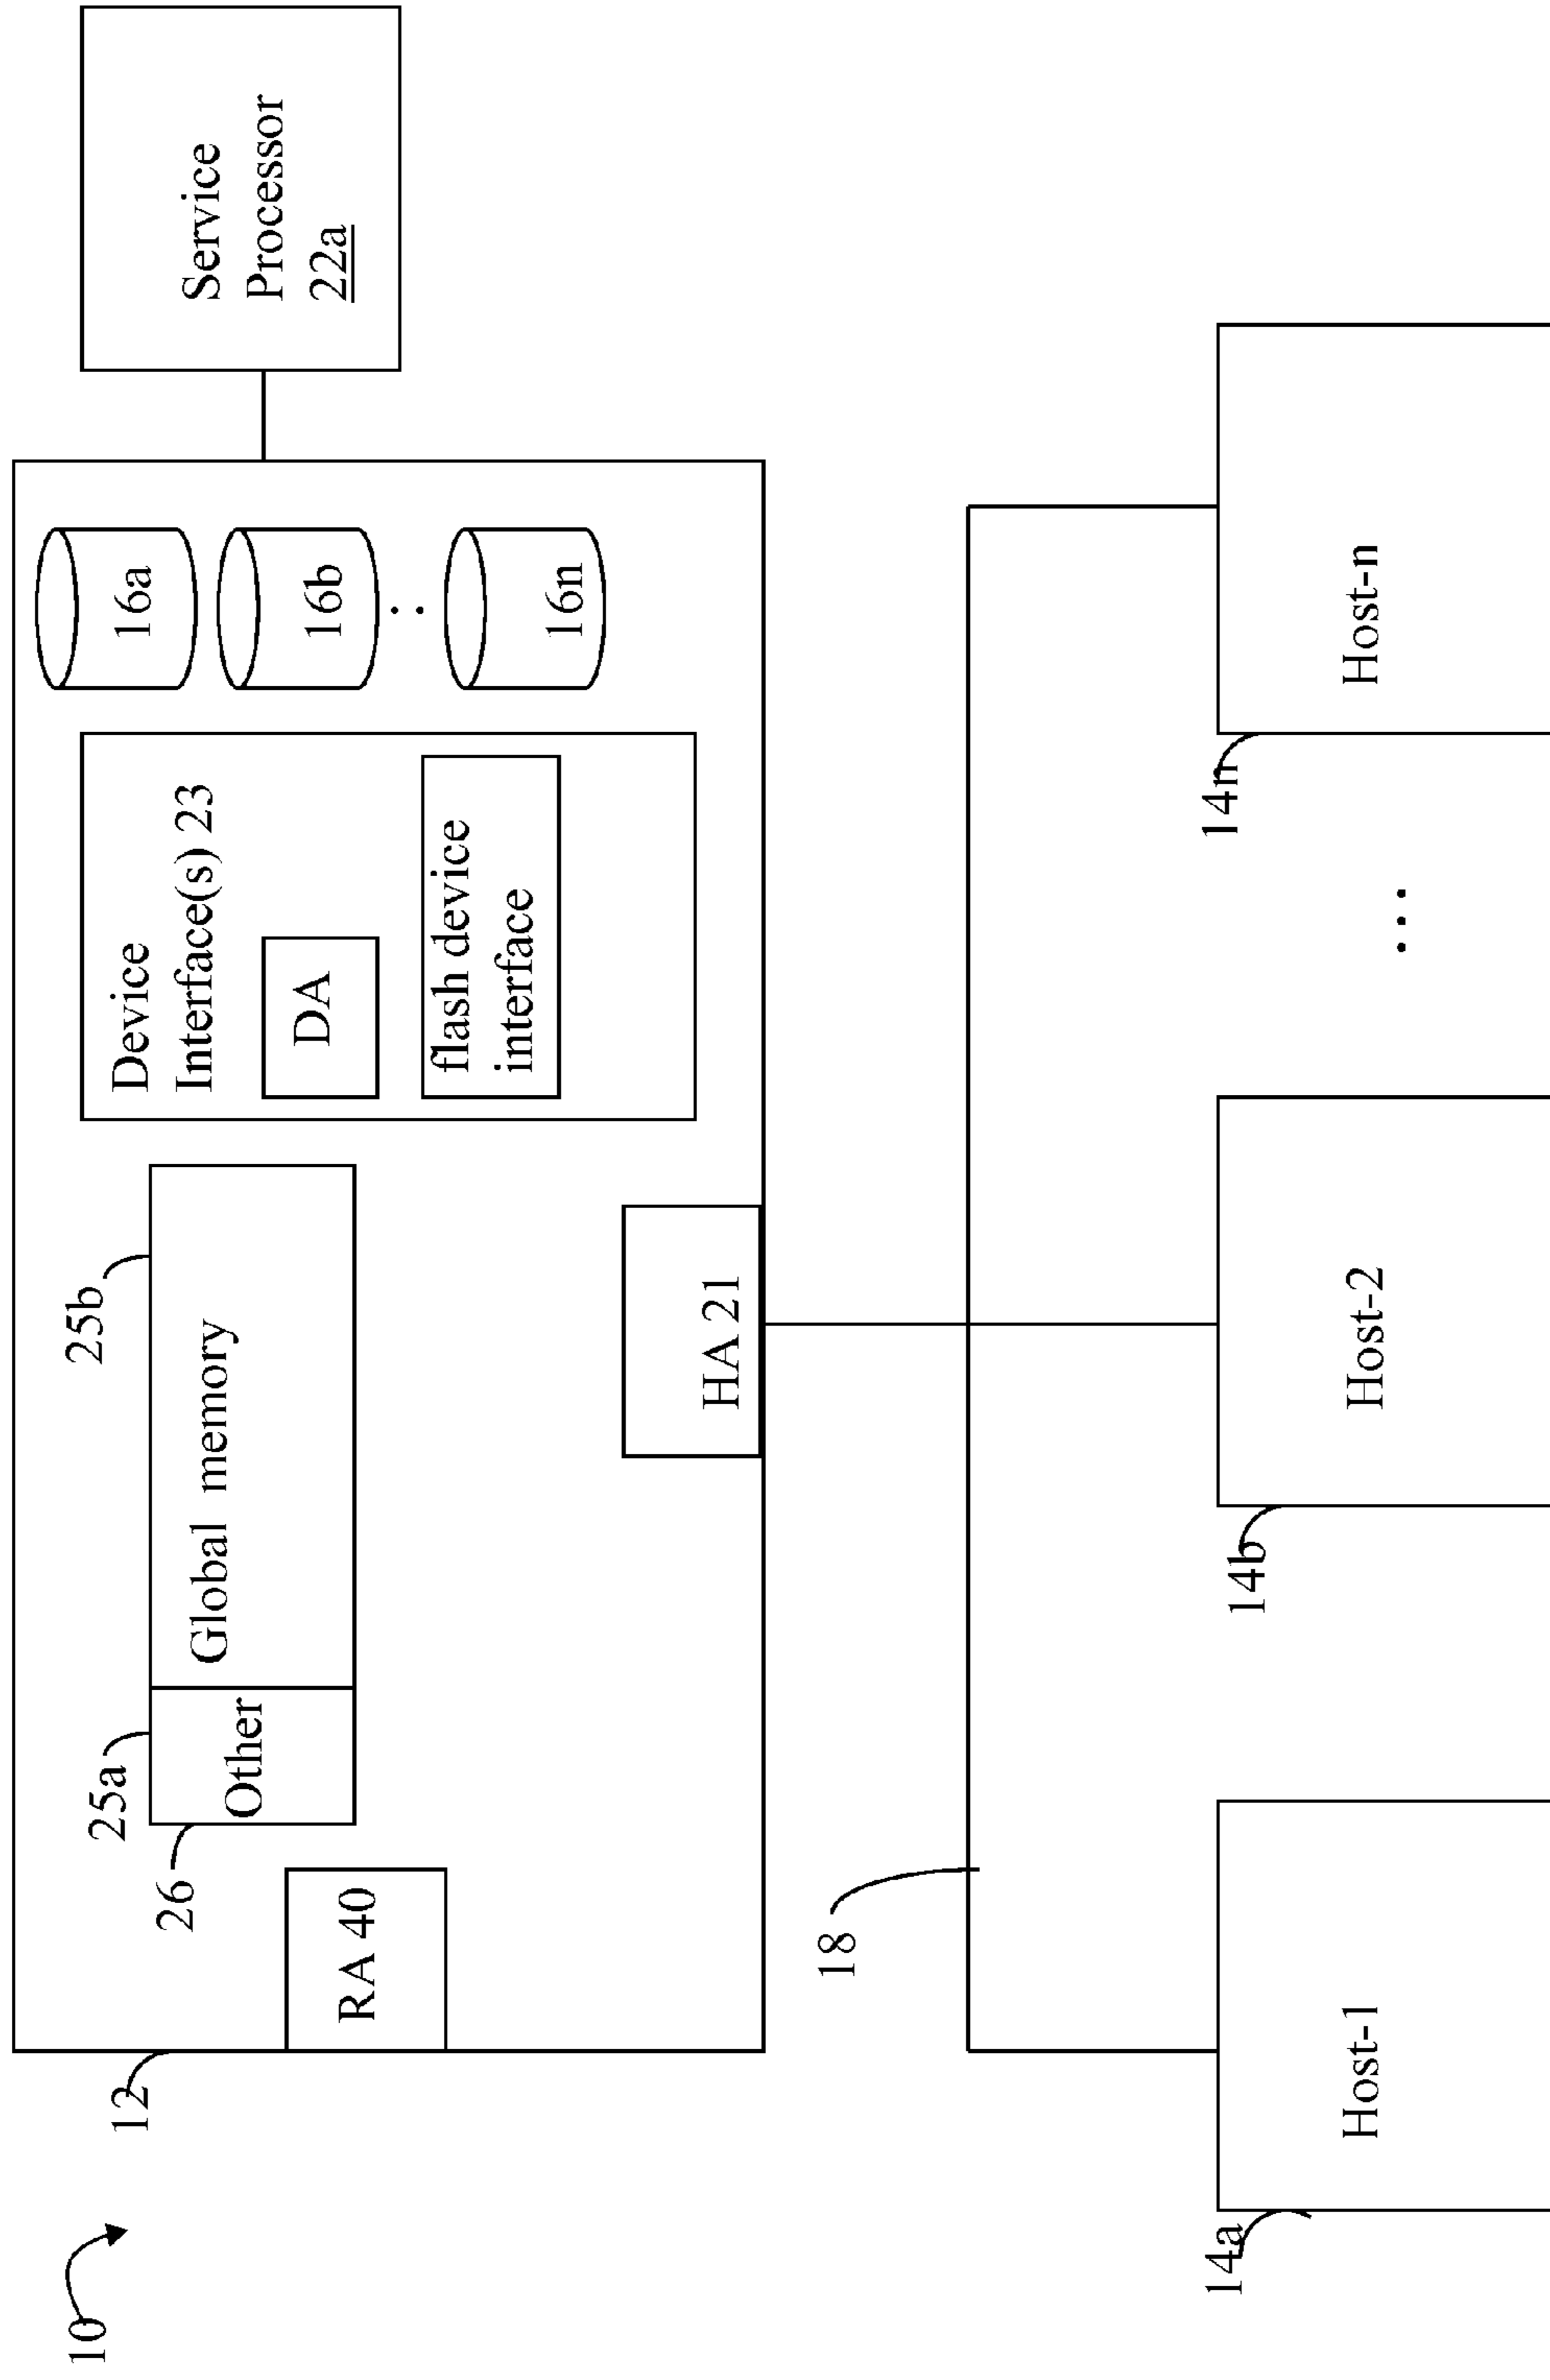 10
12
RA 40
26
25a
Other
25b
Global memory
HA 21
Device
Interface(s) 23
DA
flash device
interface
16a
16b
16n
Service
Processor
22a
18
14a
Host-1
14b
Host-2
14n
Host-n